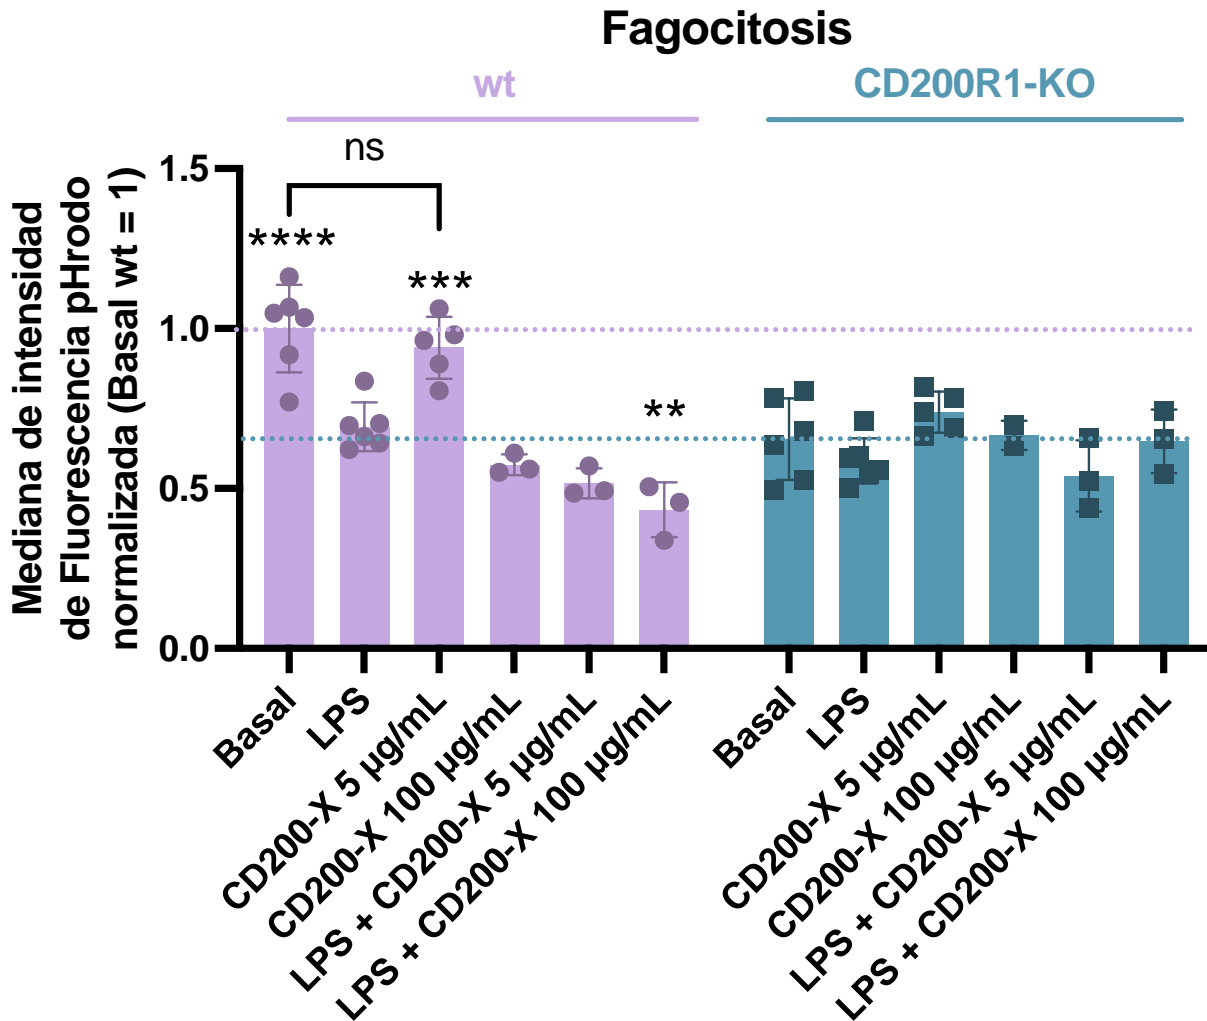 Fagocitosis
wt
CD200R1-KO
ns
****
***
**
Mediana de intensidad
de Fluorescencia pHrodo
normalizada (Basal wt = 1)
1.5
1.0
0.5
0.0
Basal
LPS
CD200-X 5 µg/mL
CD200-X 100 µg/mL
LPS + CD200-X 5 µg/mL
LPS + CD200-X 100 µg/mL
Basal
LPS
CD200-X 5 µg/mL
CD200-X 100 µg/mL
LPS + CD200-X 5 µg/mL
LPS + CD200-X 100 µg/mL